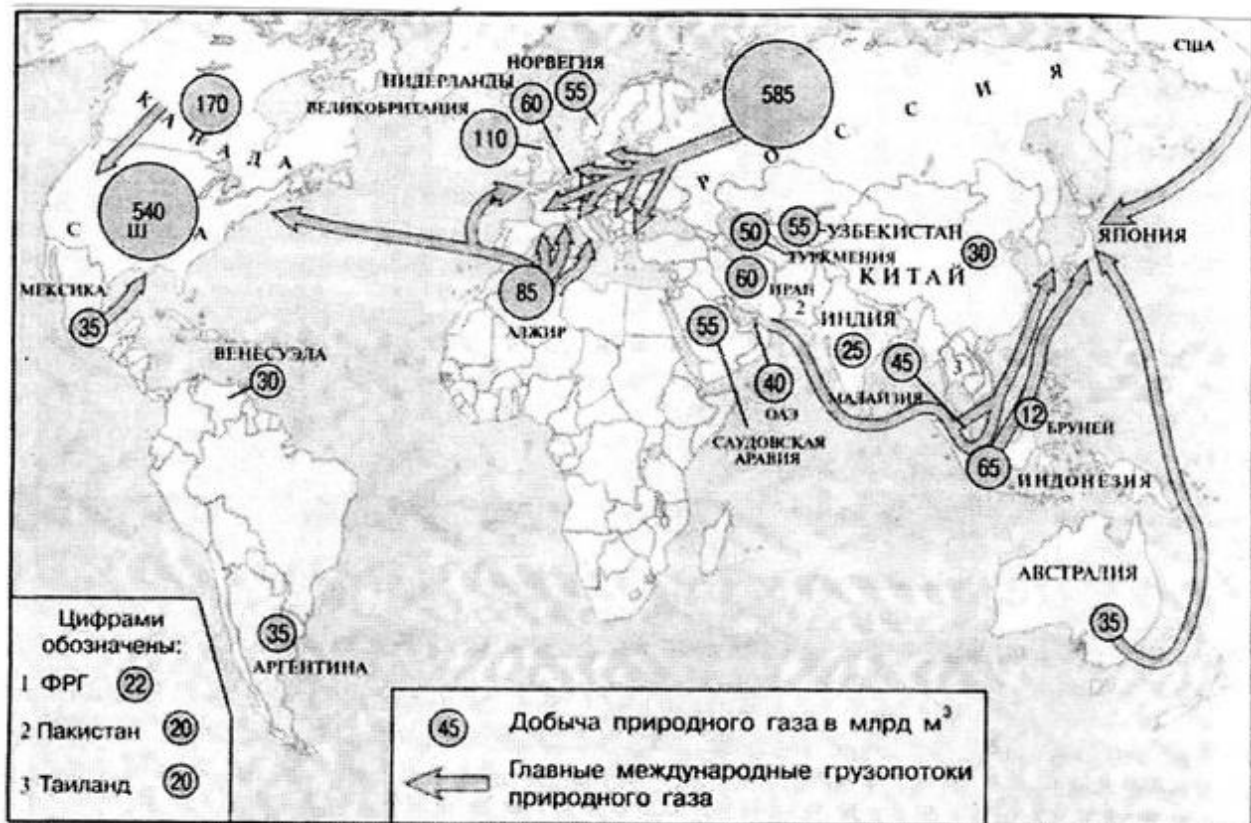 США
НОРВЕГИЯ
НИДЕРЛАНДЫ
ВЕЛИКОБРИТАНИЯ
55
60
110
585
170
КАНАДА
РОССИЯ
540
США
МЕКСИКА
35
ВЕНЕСУЭЛА
30
85
АЛЖИР
50
55
УЗБЕКИСТАН
ТУРКМЕНИЯ
60
ИРАН
2
КИТАЙ
30
ЯПОНИЯ
55
САУДОВСКАЯ
АРАВИЯ
40
ОАЭ
ИНДИЯ
25
45
МАЛАЙЗИЯ
3
12
БРУНЕЙ
65
ИНДОНЕЗИЯ
АВСТРАЛИЯ
35
35
АРГЕНТИНА
Цифрами
обозначены:
1 ФРГ 22
2 Пакистан 20
3 Таиланд 20
45 Добыча природного газа в млрд м³
Главные международные грузопотоки
природного газа